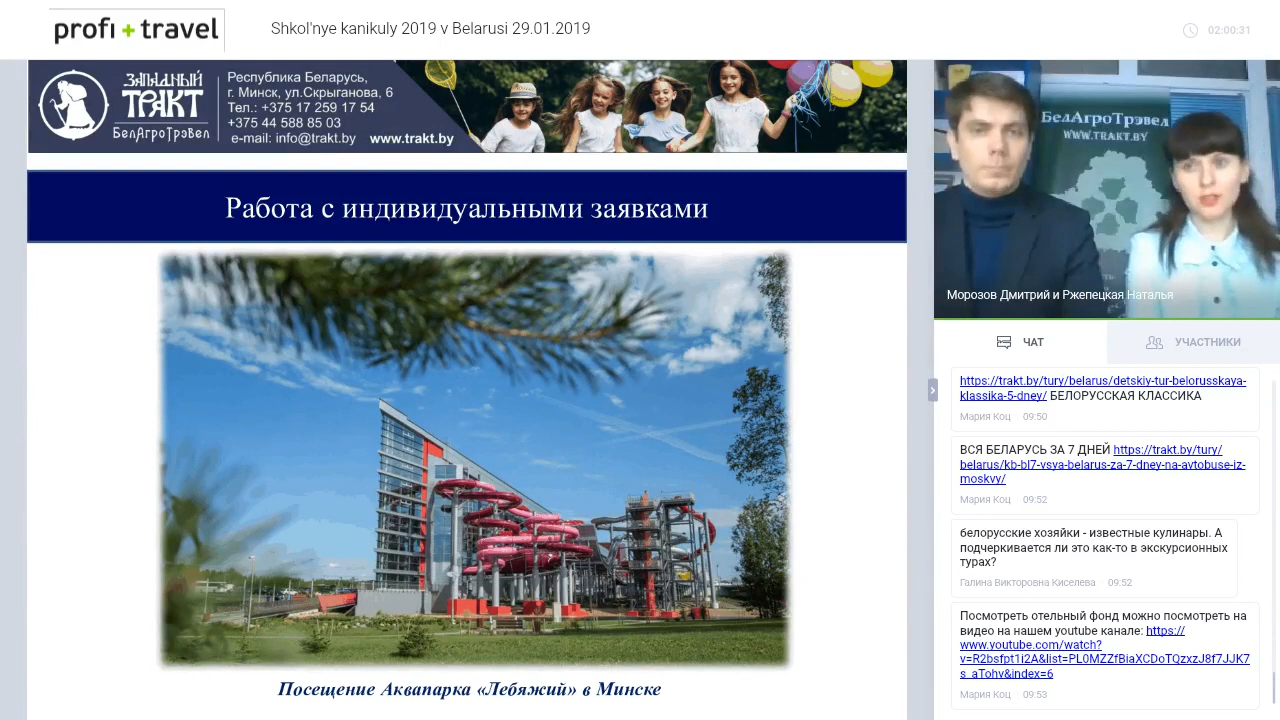 profi + travel
Shkol'nye kanikuly 2019 v Belarusi 29.01.2019
02:00:31
ЗАПАДНЫЙ
ТРАКТ
БелАгроТрэвел
Республика Беларусь,
г. Минск, ул.Скрыганова, 6
Тел.: +375 17 259 17 54
+375 44 588 85 03
e-mail: info@trakt.by www.trakt.by
Работа с индивидуальными заявками
Посещение Аквапарка «Лебяжий» в Минске
БелАгроТрэвел
WWW.TRAKT.BY
Морозов Дмитрий и Ржепецкая Наталья
ЧАТ
УЧАСТНИКИ
https://trakt.by/tury/belarus/detskiy-tur-belorusskaya-
klassika-5-dney/ БЕЛОРУССКАЯ КЛАССИКА
Мария Коц 09:50
ВСЯ БЕЛАРУСЬ ЗА 7 ДНЕЙ https://trakt.by/tury/
belarus/kb-bl7-vsya-belarus-za-7-dney-na-avtobuse-iz-
moskvy/
Мария Коц 09:52
белорусские хозяйки - известные кулинары. А
подчеркивается ли это как-то в экскурсионных
турах?
Галина Викторовна Киселева 09:52
Посмотреть отельный фонд можно посмотреть на
видео на нашем youtube канале: https://
www.youtube.com/watch?
v=R2bsfpt1i2A&list=PL0MZZfBiaXCDoTQzxzJ8f7JJK7
s_aTohv&index=6
Мария Коц 09:53